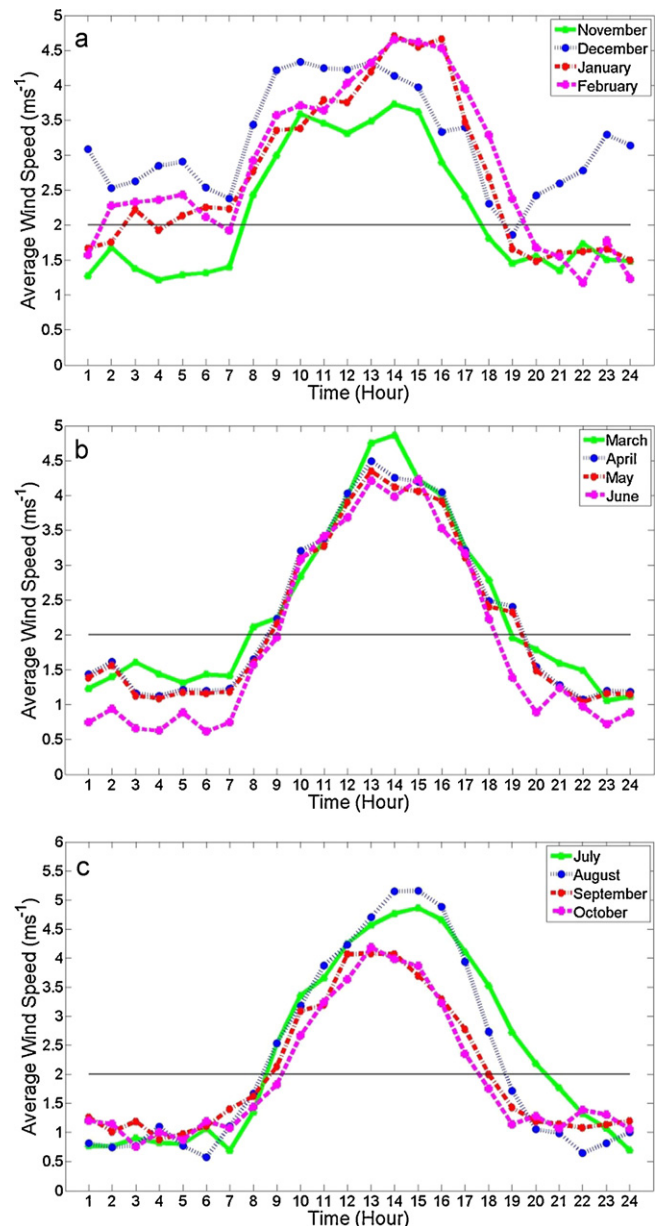 a
November
December
January
February
Average Wind Speed (ms-1)
5
4.5
4
3.5
3
2.5
2
1.5
1
0.5
0
1 2 3 4 5 6 7 8 9 10 11 12 13 14 15 16 17 18 19 20 21 22 23 24
Time (Hour)
b
March
April
May
June
Average Wind Speed (ms-1)
5
4.5
4
3.5
3
2.5
2
1.5
1
0.5
0
1 2 3 4 5 6 7 8 9 10 11 12 13 14 15 16 17 18 19 20 21 22 23 24
Time (Hour)
c
July
August
September
October
Average Wind Speed (ms-1)
6
5.5
5
4.5
4
3.5
3
2.5
2
1.5
1
0.5
0
1 2 3 4 5 6 7 8 9 10 11 12 13 14 15 16 17 18 19 20 21 22 23 24
Time (Hour)